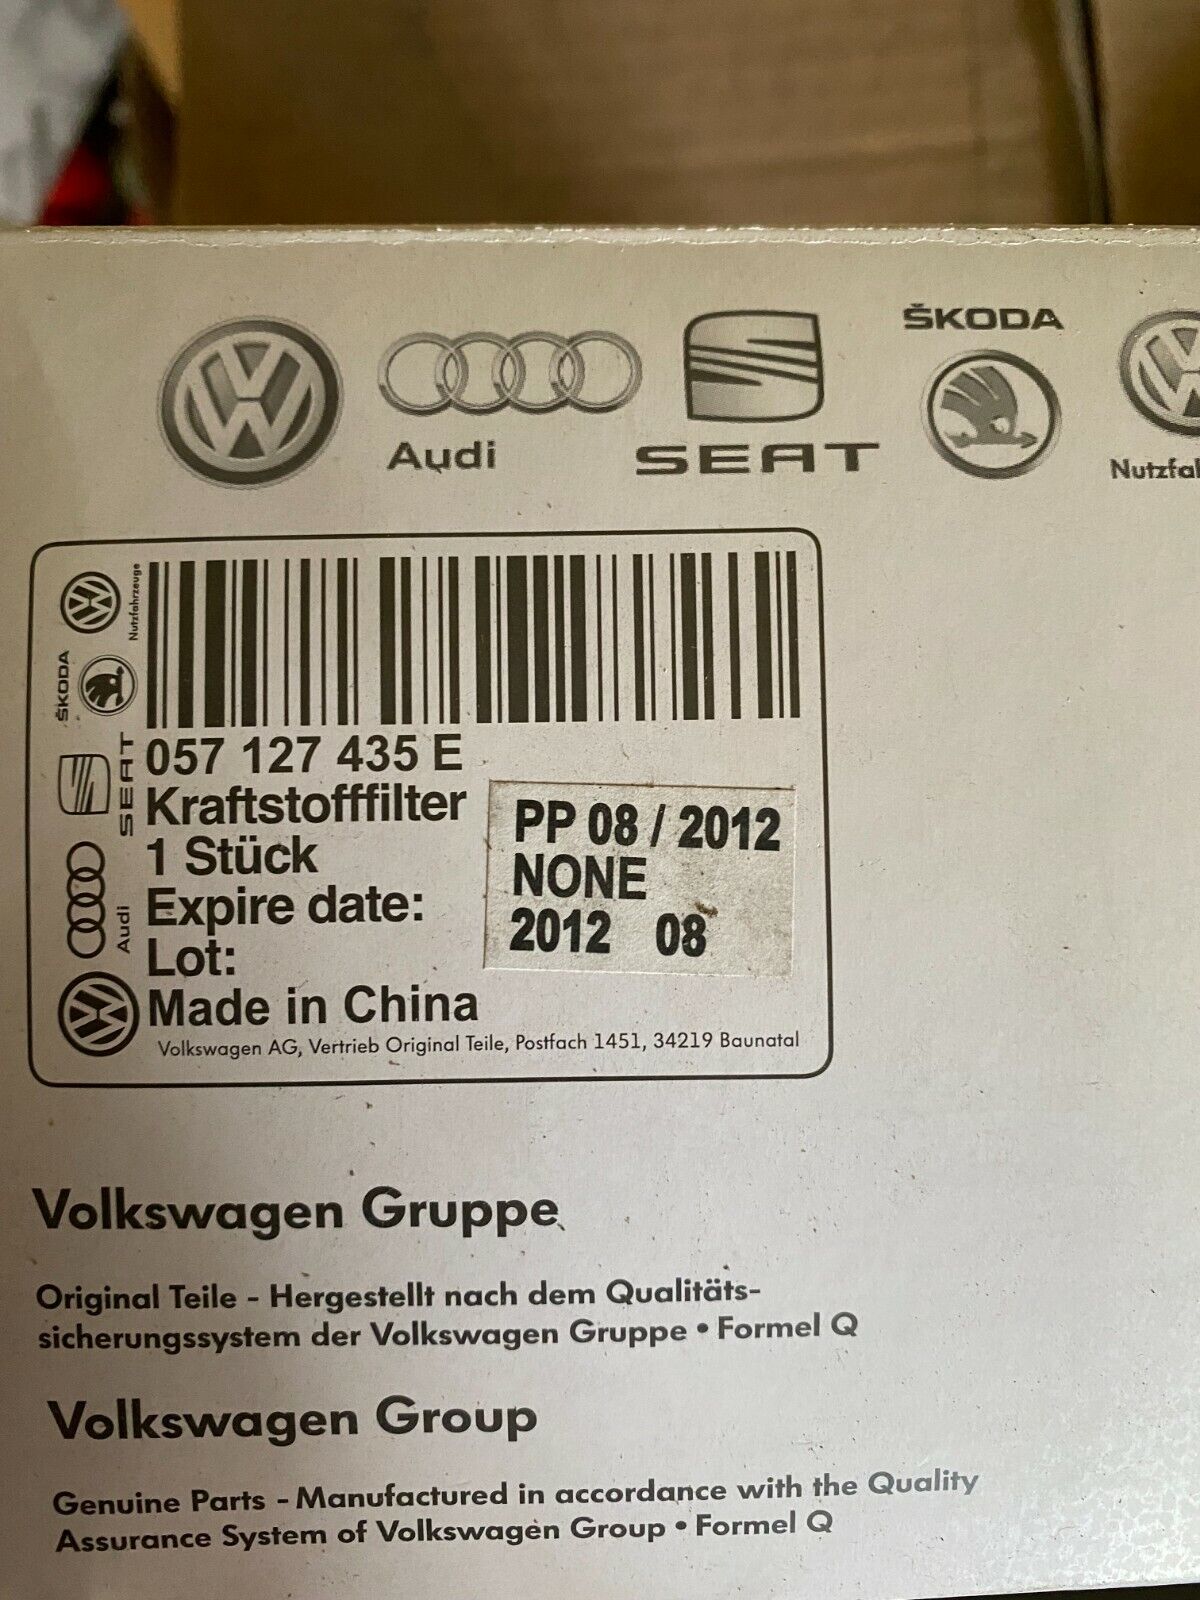 ŠKODA
Audi
SEAT
Nutzfa
Nutzfahrzeuge
ŠKODA
SEAT
Audi
057 127 435 E
Kraftstofffilter
1 Stück
Expire date:
Lot:
PP 08 / 2012
NONE
2012 08
Made in China
Volkswagen AG, Vertrieb Original Teile, Postfach 1451, 34219 Baunatal
Volkswagen Gruppe
Original Teile - Hergestellt nach dem Qualitäts-
sicherungssystem der Volkswagen Gruppe • Formel Q
Volkswagen Group
Genuine Parts - Manufactured in accordance with the Quality
Assurance System of Volkswagen Group • Formel Q